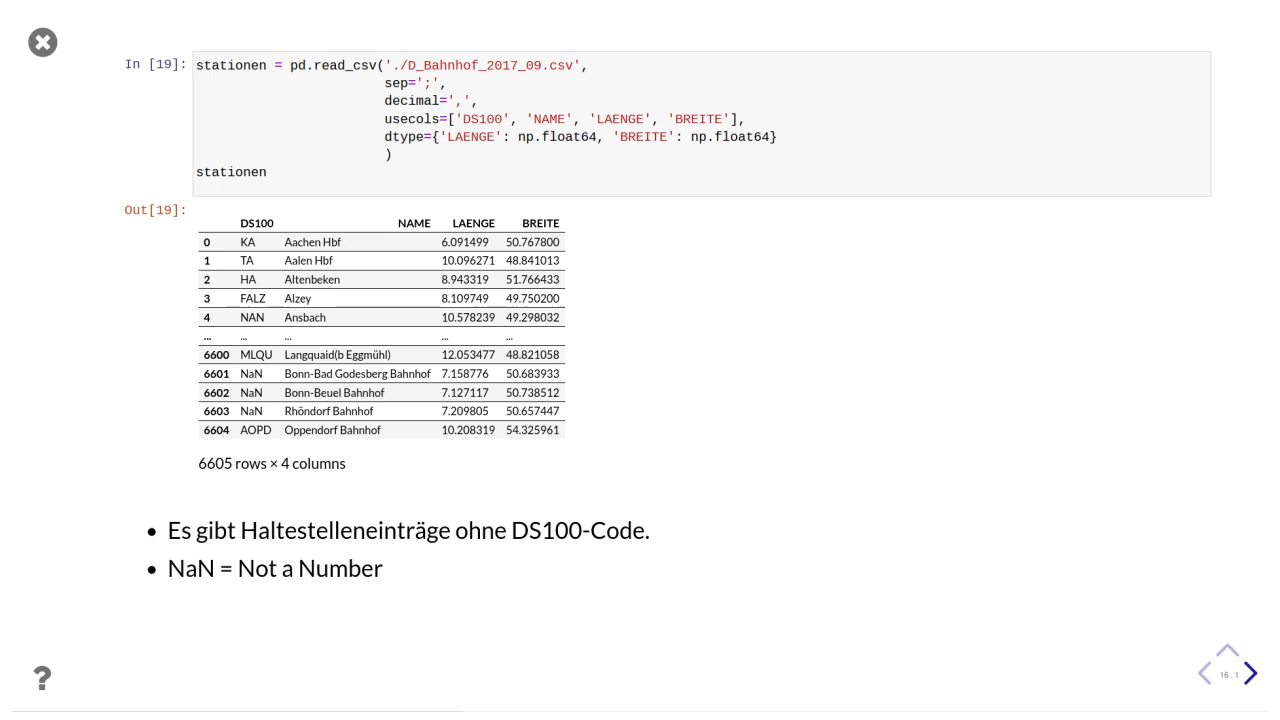 In [19]: stationen = pd.read_csv('./D_Bahnhof_2017_09.csv',
sep=';',
decimal=',',
usecols=['DS100', 'NAME', 'LAENGE', 'BREITE'],
dtype={'LAENGE': np.float64, 'BREITE': np.float64}
)
stationen
Out[19]:
DS100 NAME LAENGE BREITE
0 KA Aachen Hbf 6.091499 50.767800
1 TA Aalen Hbf 10.096271 48.841013
2 HA Altenbeken 8.943319 51.766433
3 FALZ Alzey 8.109749 49.750200
4 NAN Ansbach 10.578239 49.298032
... ... ... ... ...
6600 MLQU Langquaid(b Eggmühl) 12.053477 48.821058
6601 NaN Bonn-Bad Godesberg Bahnhof 7.158776 50.683933
6602 NaN Bonn-Beuel Bahnhof 7.127117 50.738512
6603 NaN Rhöndorf Bahnhof 7.209805 50.657447
6604 AOPD Oppendorf Bahnhof 10.208319 54.325961
6605 rows × 4 columns
• Es gibt Haltestelleneinträge ohne DS100-Code.
• NaN = Not a Number
?
16.1